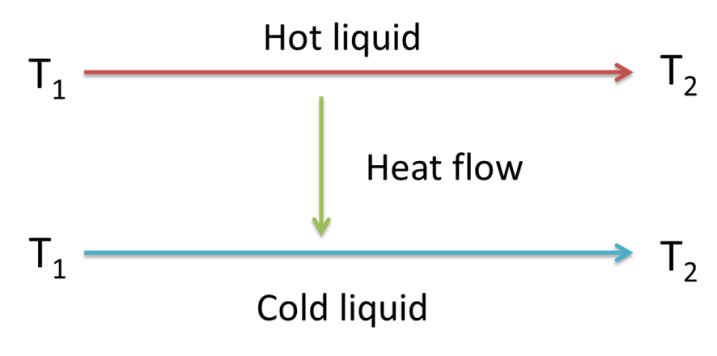 Hot liquid
T₁
T₂
Heat flow
T₁
T₂
Cold liquid